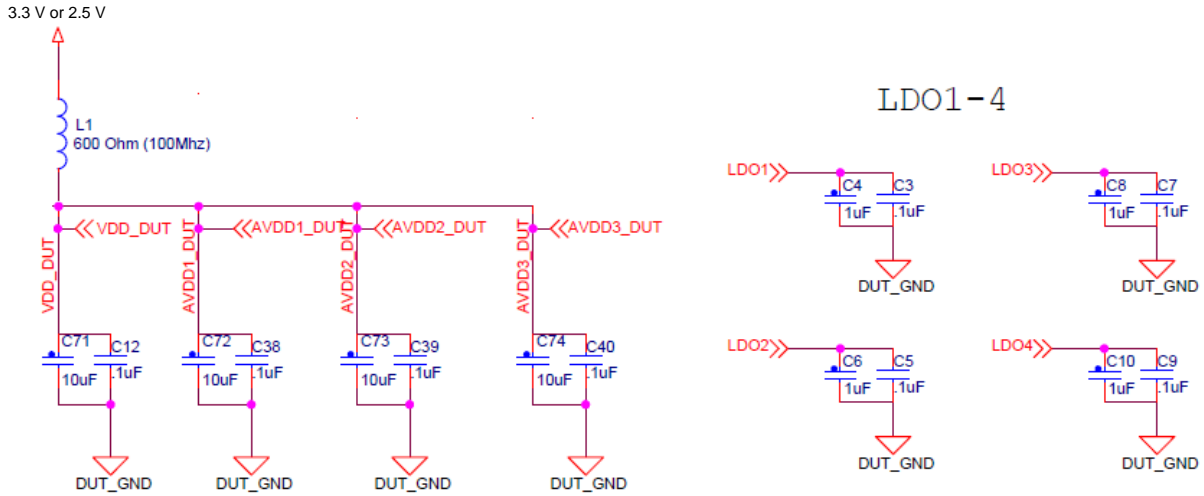 3.3 V or 2.5 V
L1
600 Ohm (100Mhz)
VDD_DUT
AVDD1_DUT
AVDD2_DUT
AVDD3_DUT
VDD_DUT
AVDD1_DUT
AVDD2_DUT
AVDD3_DUT
C71
C12
10uF
.1uF
C72
C38
10uF
.1uF
C73
C39
10uF
.1uF
C74
C40
10uF
.1uF
DUT_GND
DUT_GND
DUT_GND
DUT_GND
LDO1-4
LDO1
C4
C3
1uF
.1uF
DUT_GND
LDO3
C8
C7
1uF
.1uF
DUT_GND
LDO2
C6
C5
1uF
.1uF
DUT_GND
LDO4
C10
C9
1uF
.1uF
DUT_GND